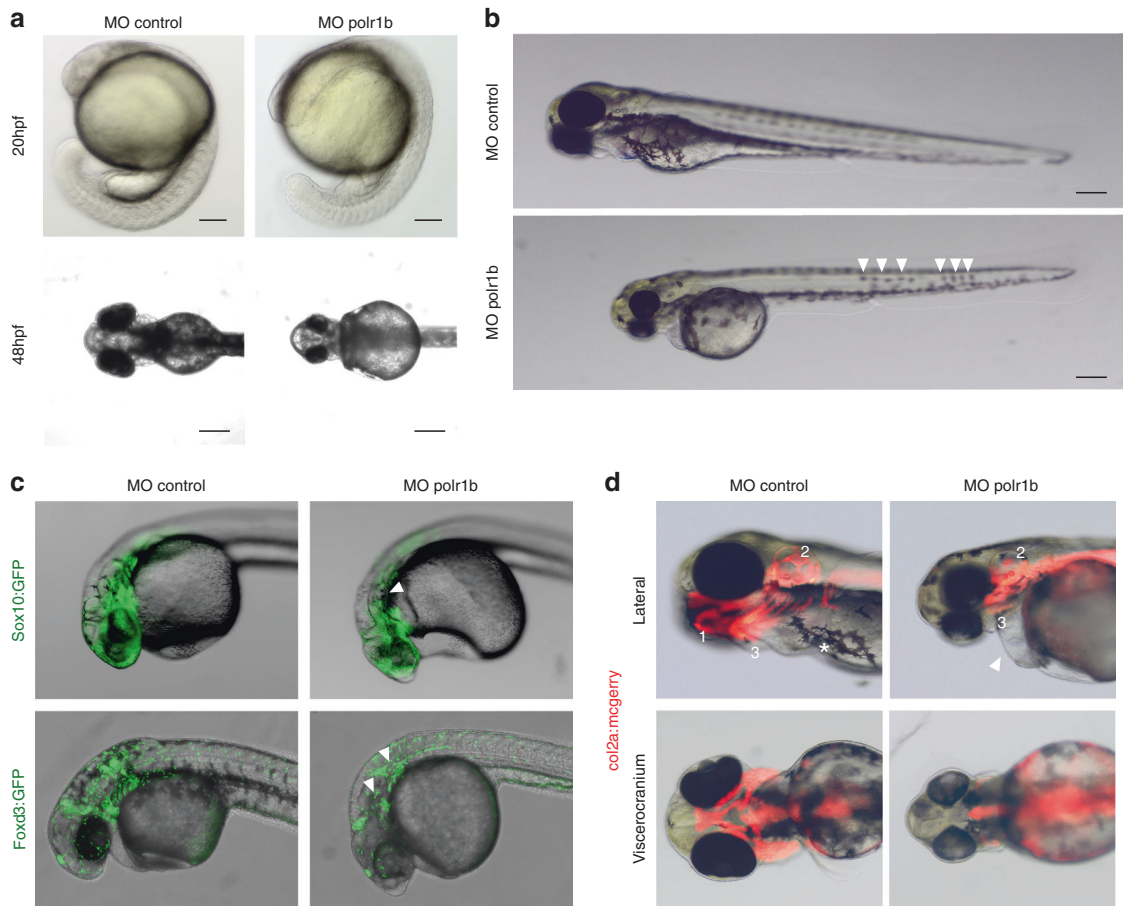 a
MO control
MO polr1b
20hpf
48hpf
b
MO control
MO polr1b
c
MO control
MO polr1b
Sox10:GFP
Foxd3:GFP
d
MO control
MO polr1b
col2a:mcgerry
Lateral
1
2
3
*
2
3
Viscerocranium